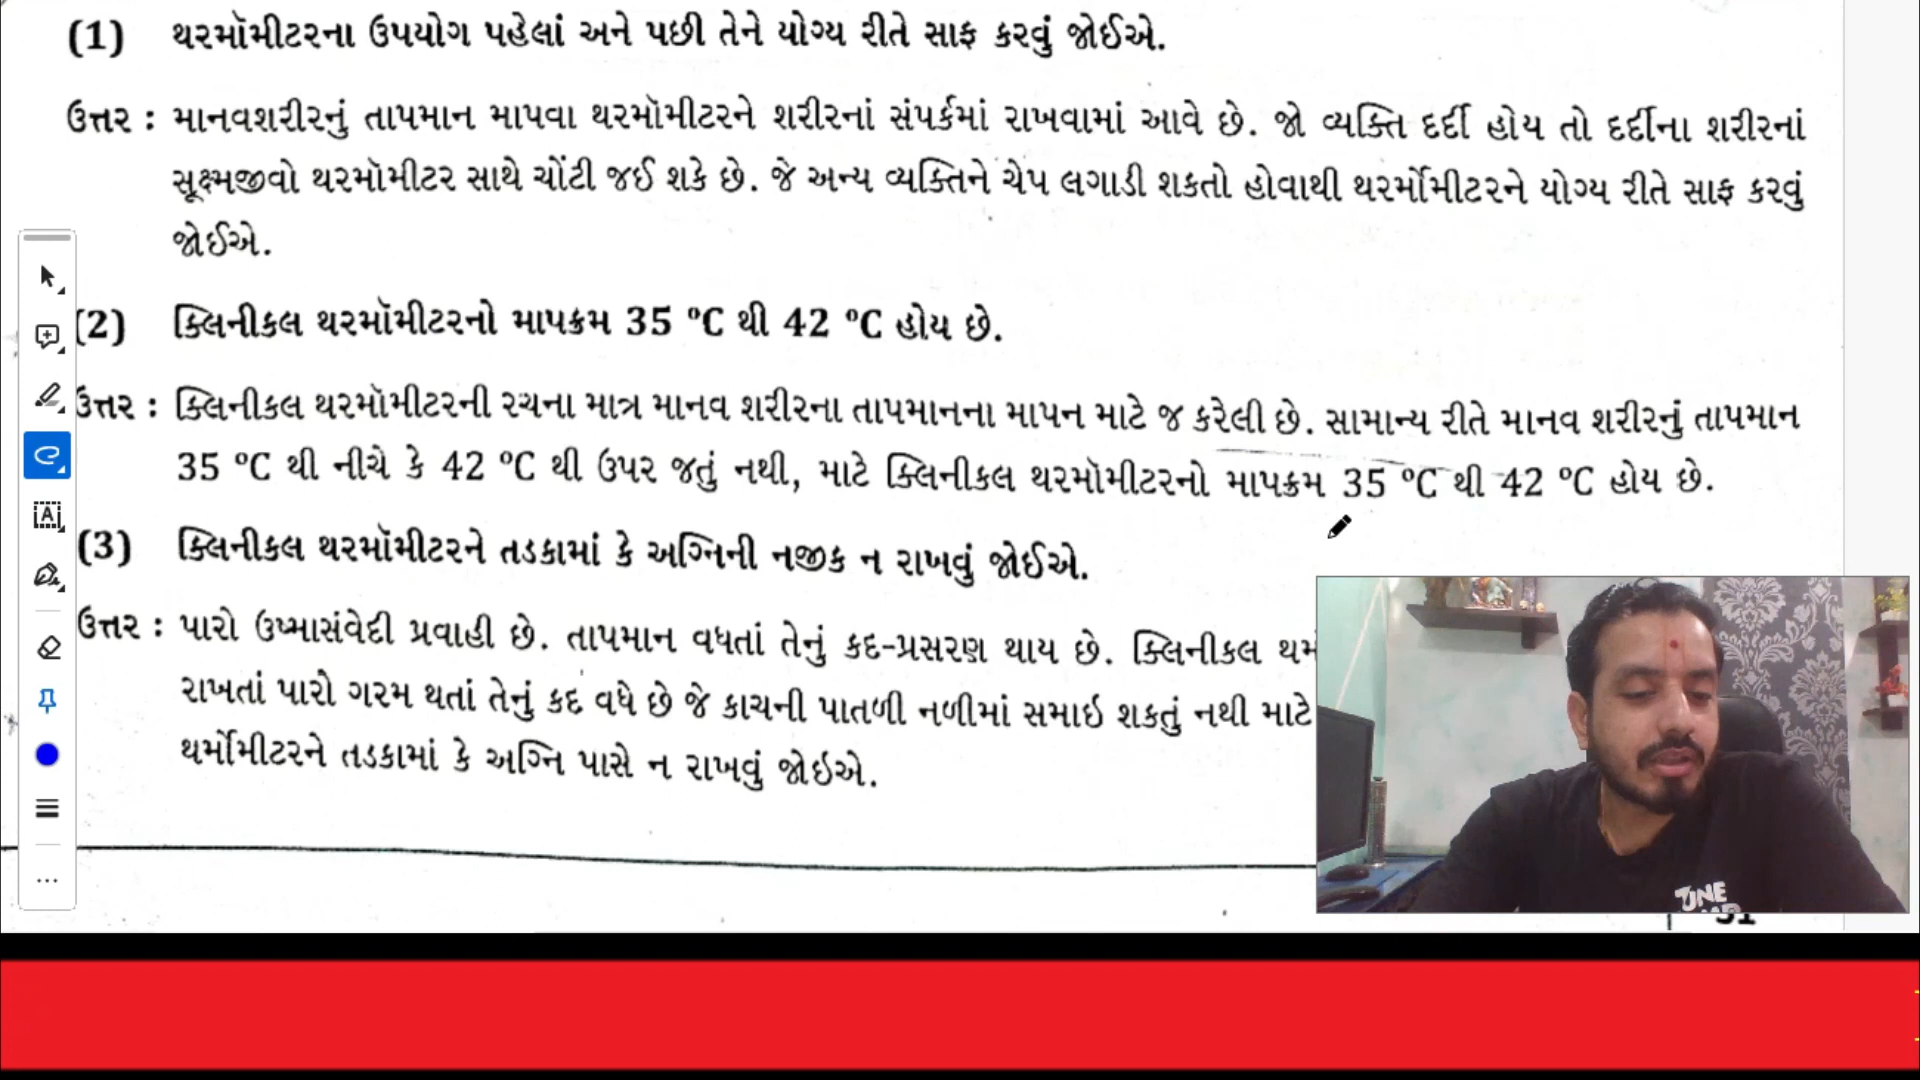 (1) થરમૉમીટરના ઉપયોગ પહેલાં અને પછી તેને યોગ્ય રીતે સાફ કરવું જોઈએ.
ઉત્તર : માનવશરીરનું તાપમાન માપવા થરમૉમીટરને શરીરનાં સંપર્કમાં રાખવામાં આવે છે. જો વ્યક્તિ દર્દી હોય તો દર્દીના શરીરનાં
સૂક્ષ્મજીવો થરમૉમીટર સાથે ચોંટી જઈ શકે છે. જે અન્ય વ્યક્તિને ચેપ લગાડી શકતો હોવાથી થરર્મોમીટરને યોગ્ય રીતે સાફ કરવું
જોઈએ.
(2) ક્લિનીકલ થરમૉમીટરનો માપક્રમ 35 °C થી 42 °C હોય છે.
ઉત્તર : ક્લિનીકલ થરમૉમીટરની રચના માત્ર માનવ શરીરના તાપમાનના માપન માટે જ કરેલી છે. સામાન્ય રીતે માનવ શરીરનું તાપમાન
35 °C થી નીચે કે 42 °C થી ઉપર જતું નથી, માટે ક્લિનીકલ થરમૉમીટરનો માપક્રમ 35 °C થી 42 °C હોય છે.
(3) ક્લિનીકલ થરમૉમીટરને તડકામાં કે અગ્નિની નજીક ન રાખવું જોઈએ.
ઉત્તર : પારો ઉષ્માસંવેદી પ્રવાહી છે. તાપમાન વધતાં તેનું કદ-પ્રસરણ થાય છે. ક્લિનીકલ
રાખતાં પારો ગરમ થતાં તેનું કદ વધે છે જે કાચની પાતળી નળીમાં સમાઇ શકતું નથી માટે
થર્મોમીટરને તડકામાં કે અગ્નિ પાસે ન રાખવું જોઇએ.